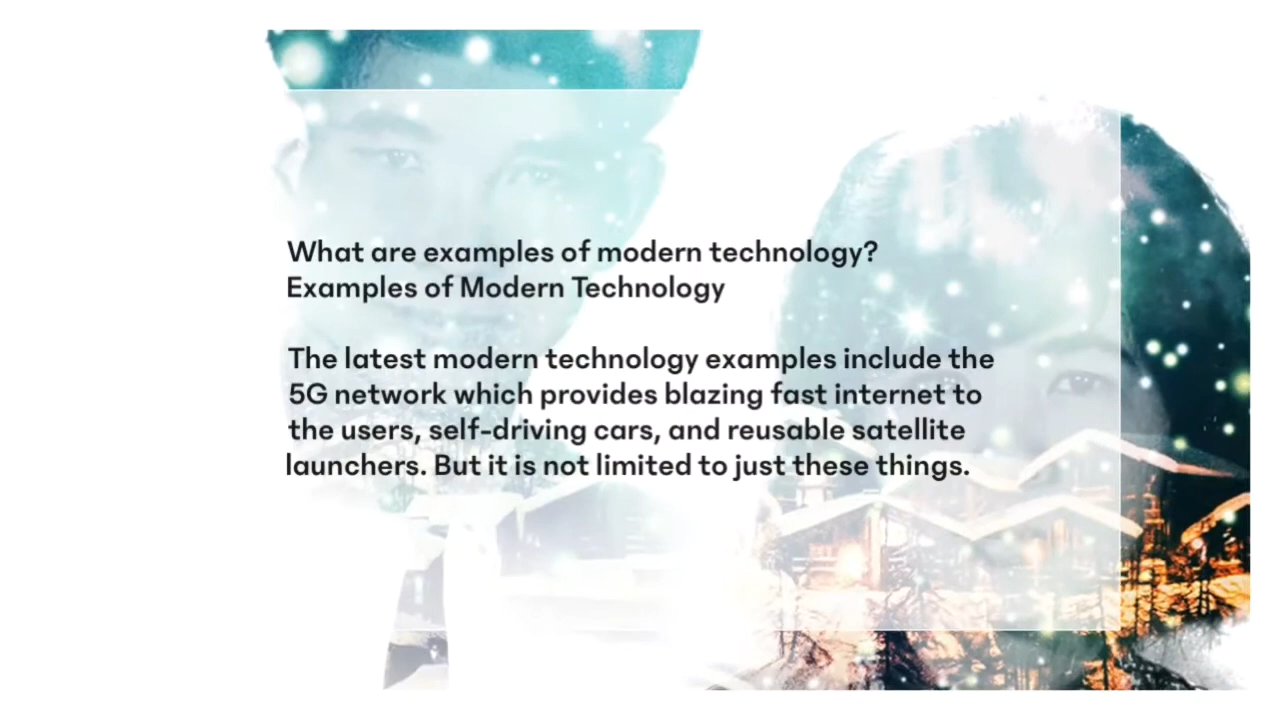 What are examples of modern technology?
Examples of Modern Technology
The latest modern technology examples include the
5G network which provides blazing fast internet to
the users, self-driving cars, and reusable satellite
launchers. But it is not limited to just these things.